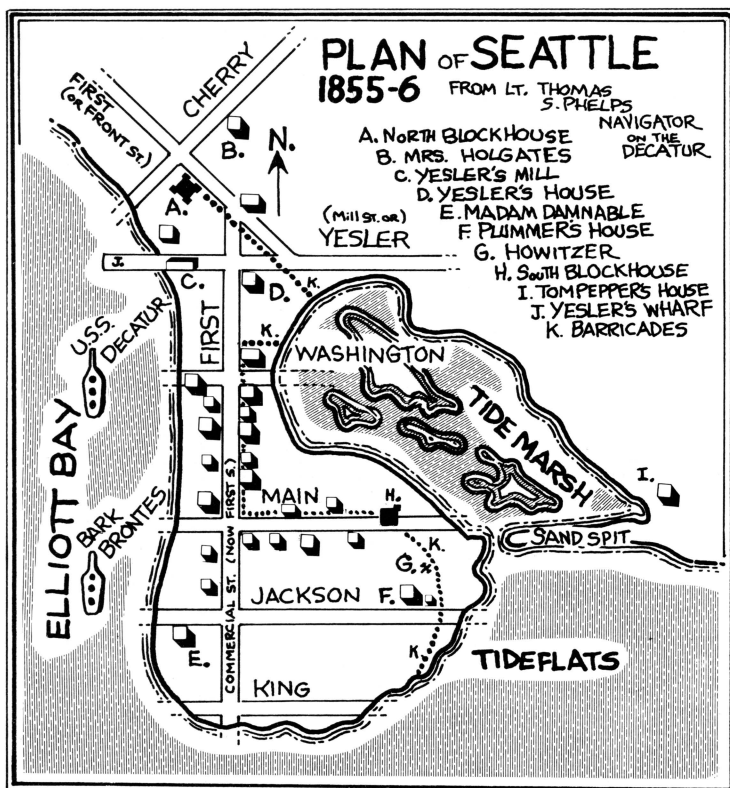 PLAN OF SEATTLE
1855-6
FROM LT. THOMAS
S. PHELPS
NAVIGATOR
ON THE
DECATUR
A. NORTH BLOCKHOUSE
B. MRS. HOLGATES
C. YESLER'S MILL
D. YESLER'S HOUSE
E. MADAM DAMNABLE
F. PLUMMER'S HOUSE
G. HOWITZER
H. SOUTH BLOCKHOUSE
I. TOM PEPPER'S HOUSE
J. YESLER'S WHARF
K. BARRICADES
FIRST
(OR FRONT ST.)
CHERRY
B.
N.
A.
(Mill ST. OR)
YESLER
J.
C.
D.
K.
K.
U.S.S.
DECATUR
FIRST
WASHINGTON
ELLIOTT BAY
TIDE MARSH
I.
BARK
BRONTES
MAIN
H.
COMMERCIAL ST. (NOW FIRST S.)
K.
SAND SPIT
G.
JACKSON
F.
E.
K.
TIDEFLATS
KING